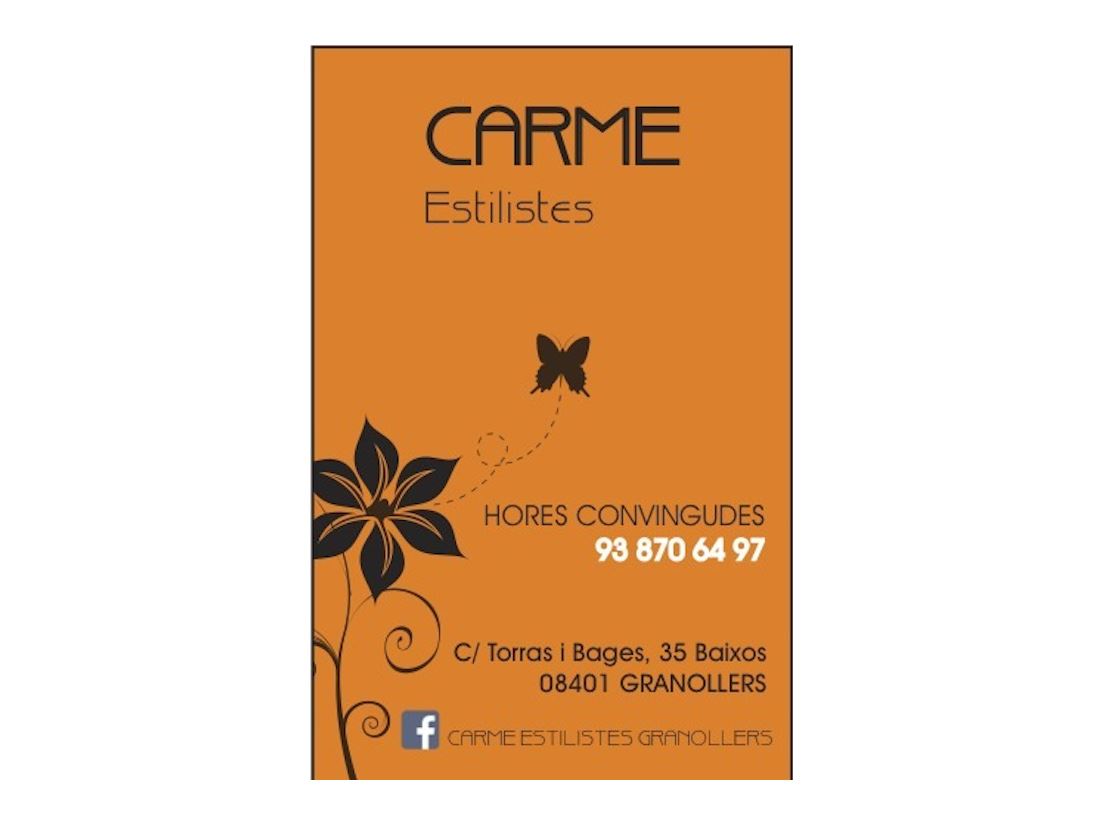 CARME
Estilistes
HORES CONVINGUDES
93 870 64 97
C/ Torras i Bages, 35 Baixos
08401 GRANOLLERS
f CARME ESTILISTES GRANOLLERS